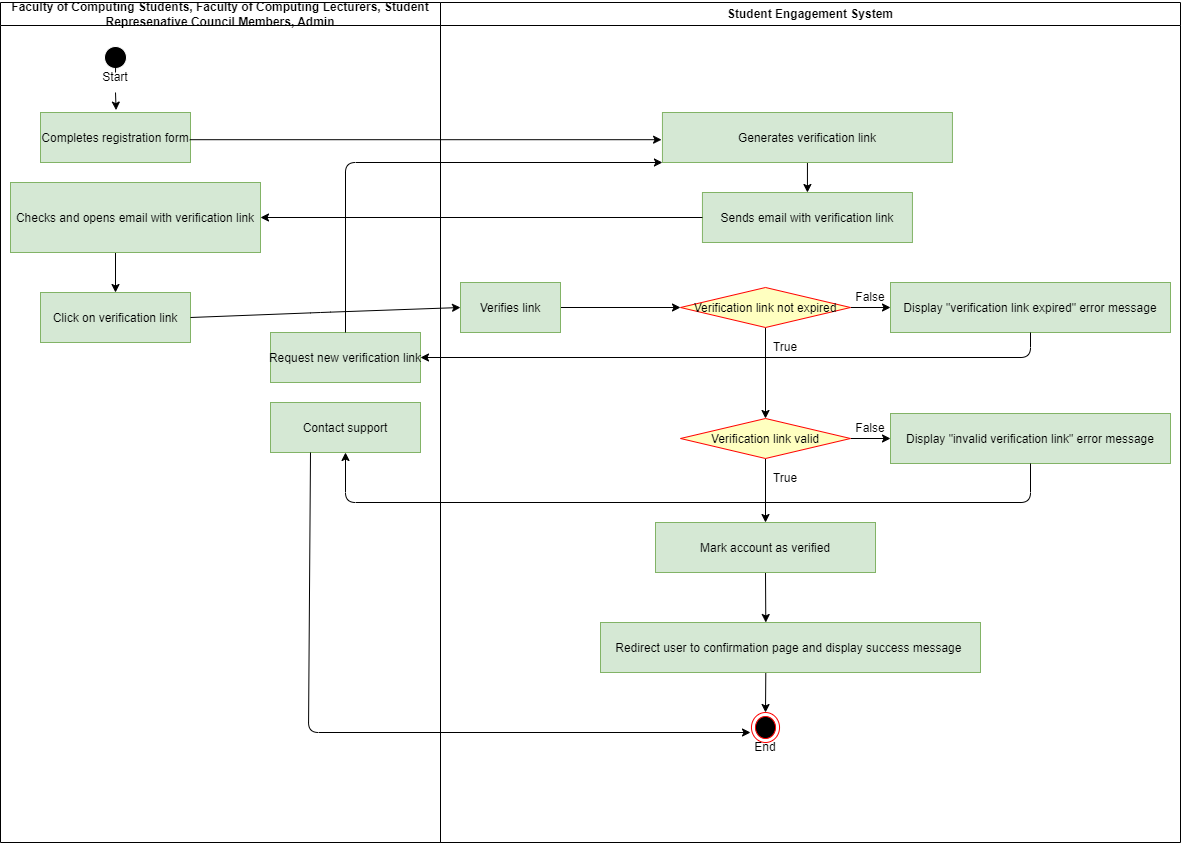 Faculty of Computing Students, Faculty of Computing Lecturers, Student
Represenative Council Members, Admin
Student Engagement System
Start
Completes registration form
Generates verification link
Checks and opens email with verification link
Sends email with verification link
Click on verification link
Verifies link
Verification link not expired
False
Display "verification link expired" error message
True
Request new verification link
Contact support
Verification link valid
False
Display "invalid verification link" error message
True
Mark account as verified
Redirect user to confirmation page and display success message
End